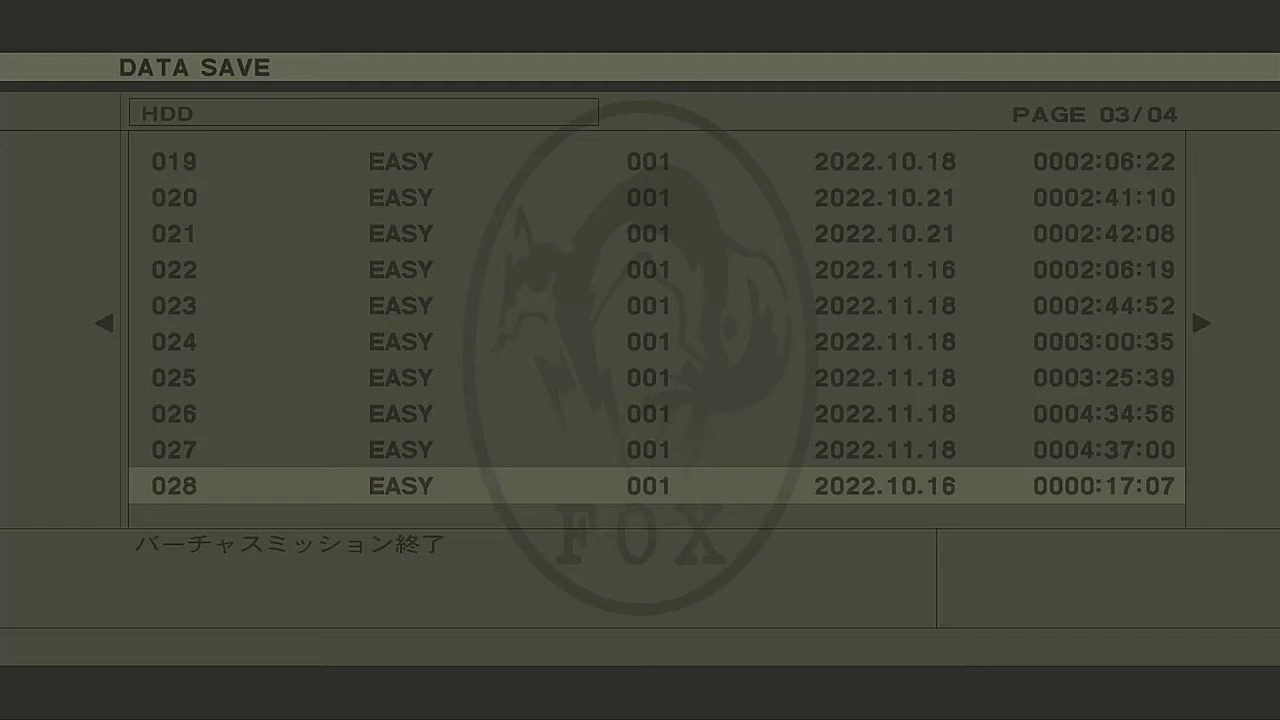 DATA SAVE
HDD PAGE 03/04
019 EASY 001 2022.10.18 0002:06:22
020 EASY 001 2022.10.21 0002:41:10
021 EASY 001 2022.10.21 0002:42:08
022 EASY 001 2022.11.16 0002:06:19
023 EASY 001 2022.11.18 0002:44:52
024 EASY 001 2022.11.18 0003:00:35
025 EASY 001 2022.11.18 0003:25:39
026 EASY 001 2022.11.18 0004:34:56
027 EASY 001 2022.11.18 0004:37:00
028 EASY 001 2022.10.16 0000:17:07
FOX
バーチャスミッション終了